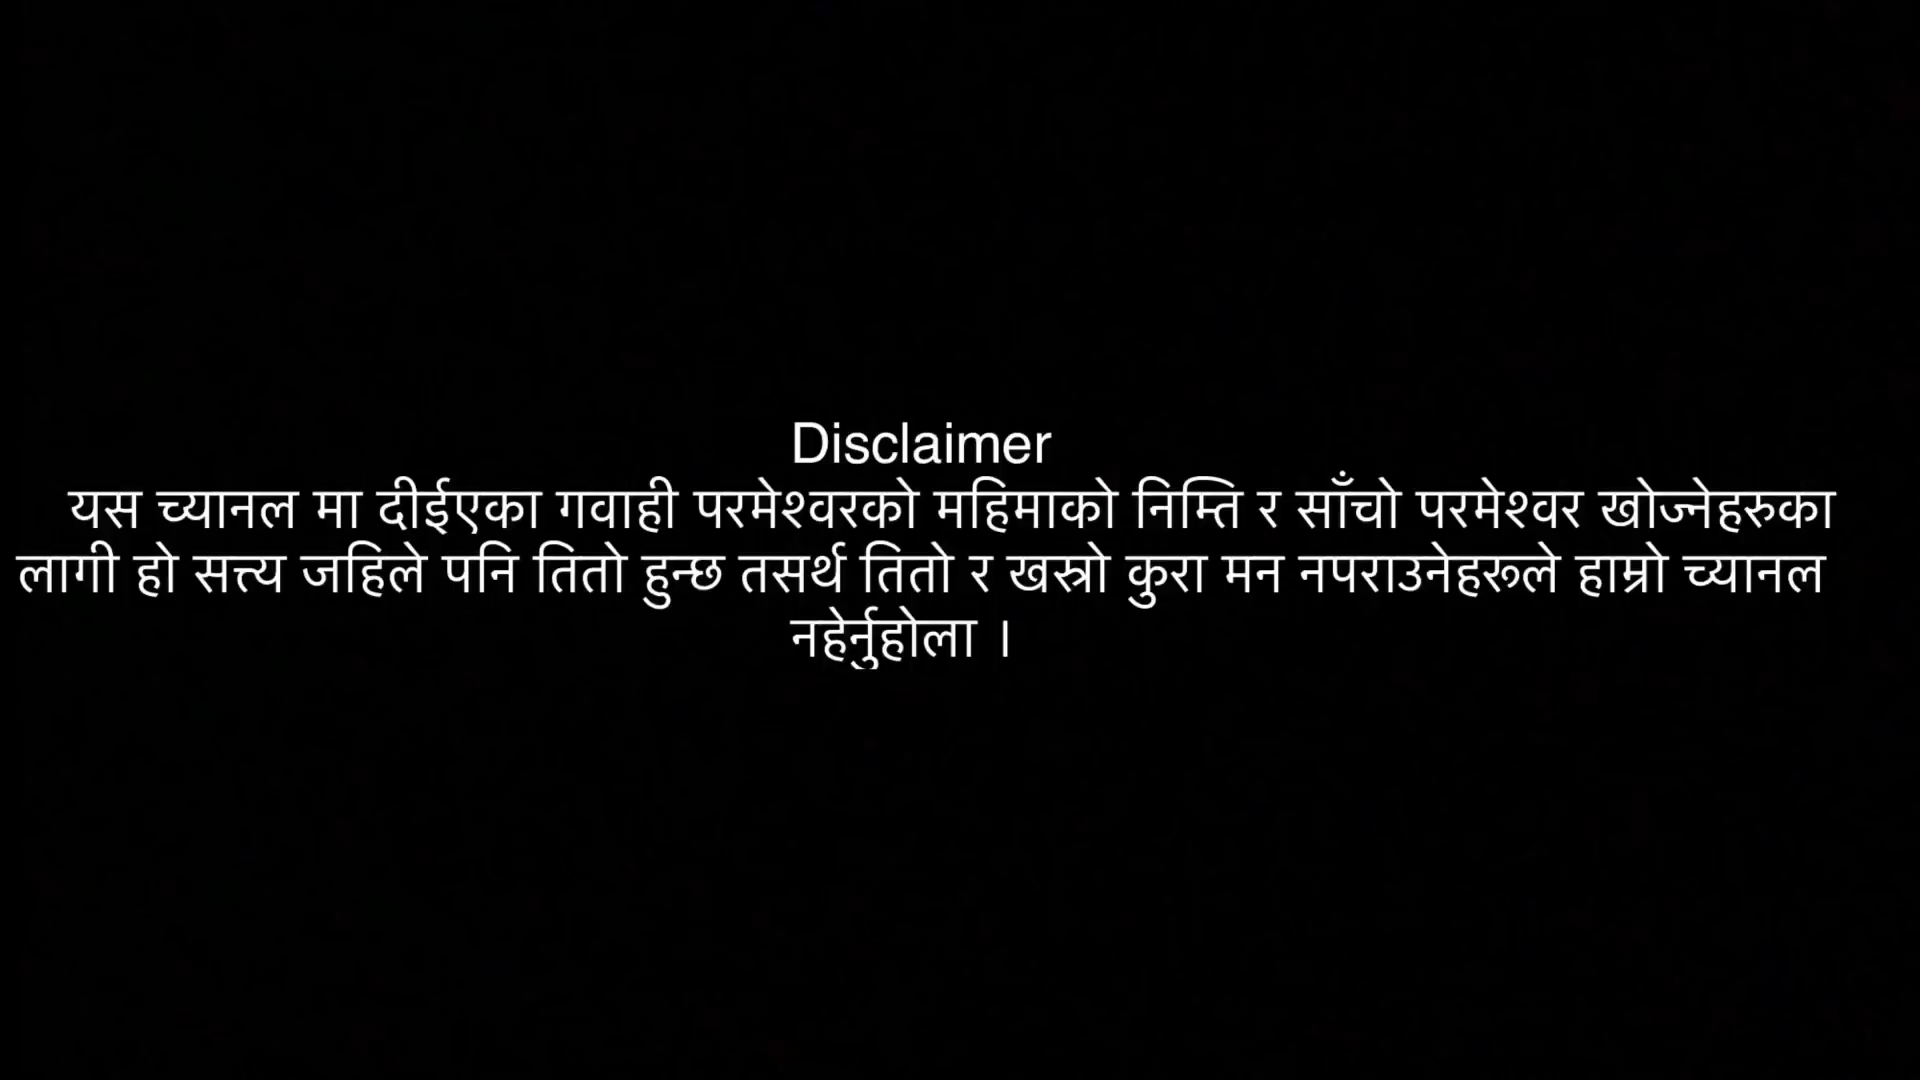 Disclaimer
यस च्यानल मा दीईएका गवाही परमेश्वरको महिमाको निम्ति र साँचो परमेश्वर खोज्नेहरुका
लागी हो सत्त्य जहिले पनि तितो हुन्छ तसर्थ तितो र खस्रो कुरा मन नपराउनेहरूले हाम्रो च्यानल
नहेर्नुहोला ।